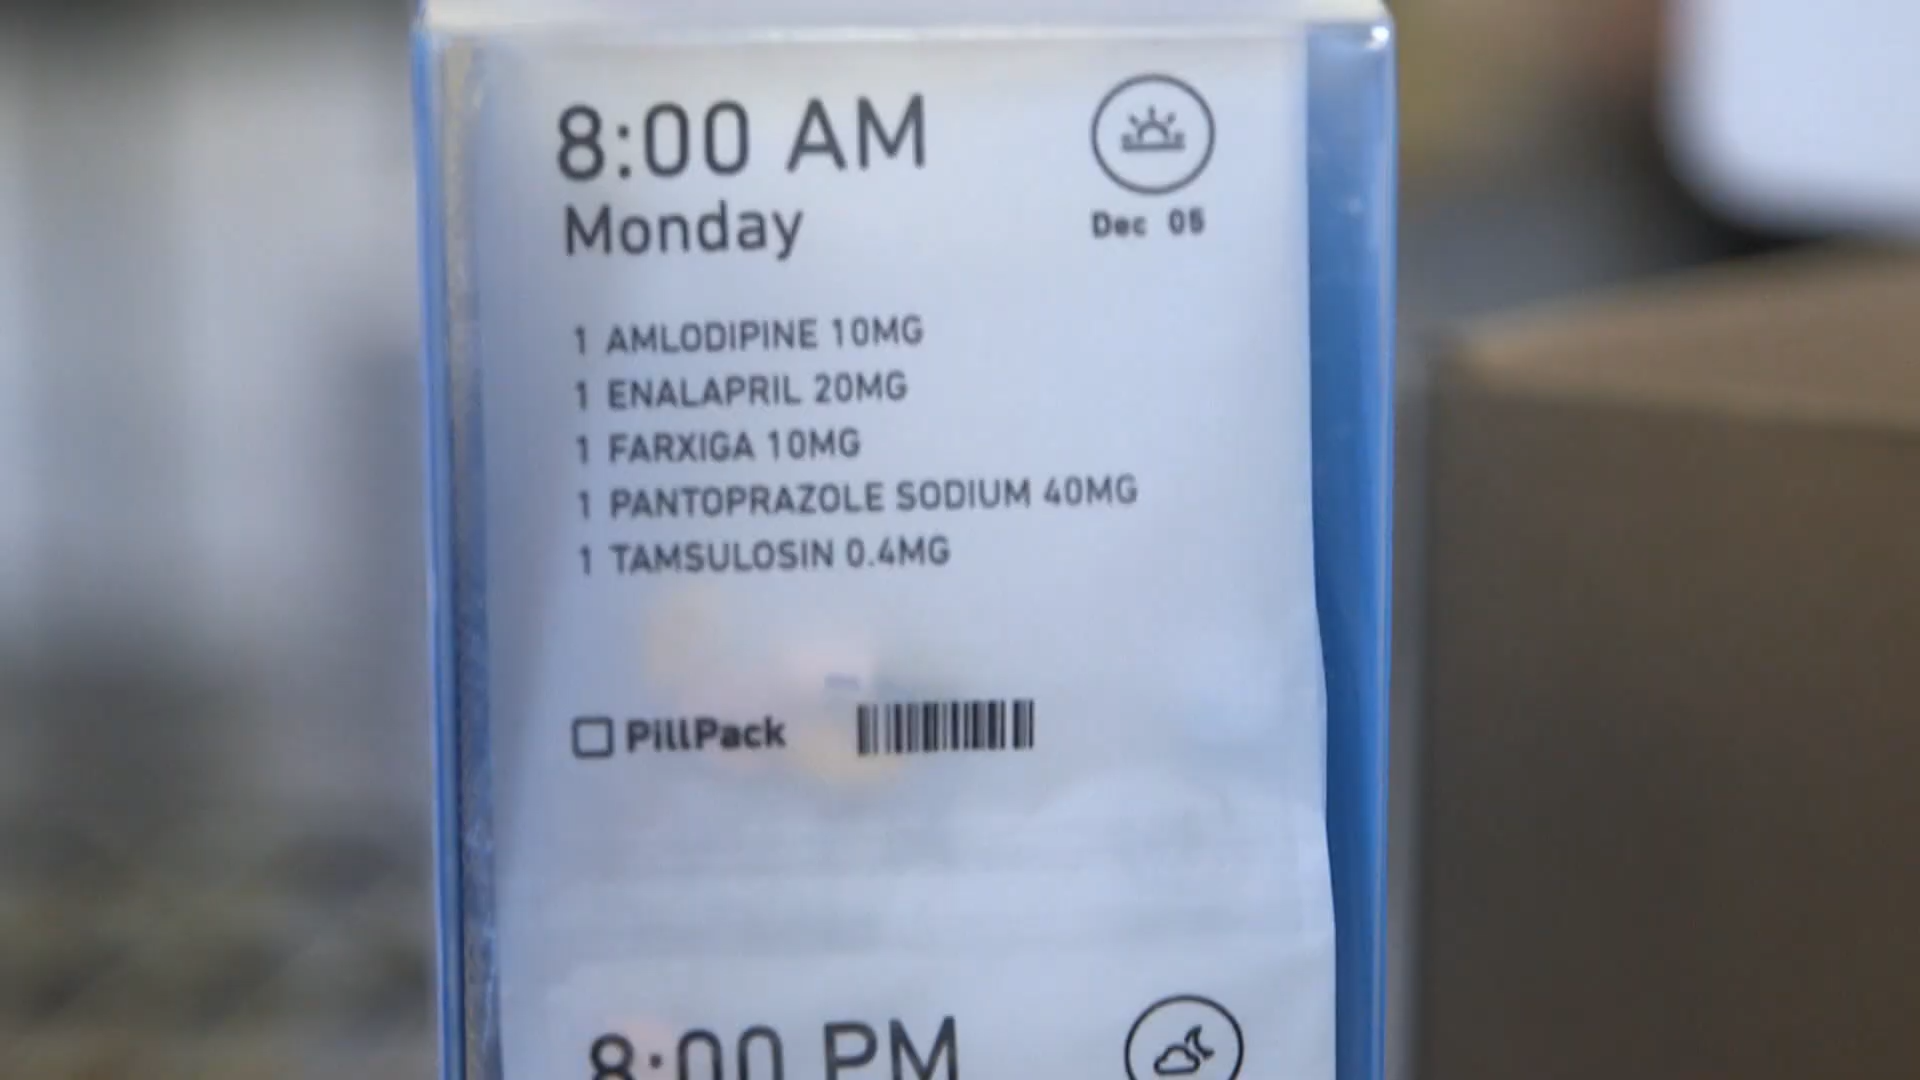 8:00 AM
Monday
Dec 05
1 AMLODIPINE 10MG
1 ENALAPRIL 20MG
1 FARXIGA 10MG
1 PANTOPRAZOLE SODIUM 40MG
1 TAMSULOSIN 0.4MG
PillPack
8:00 PM